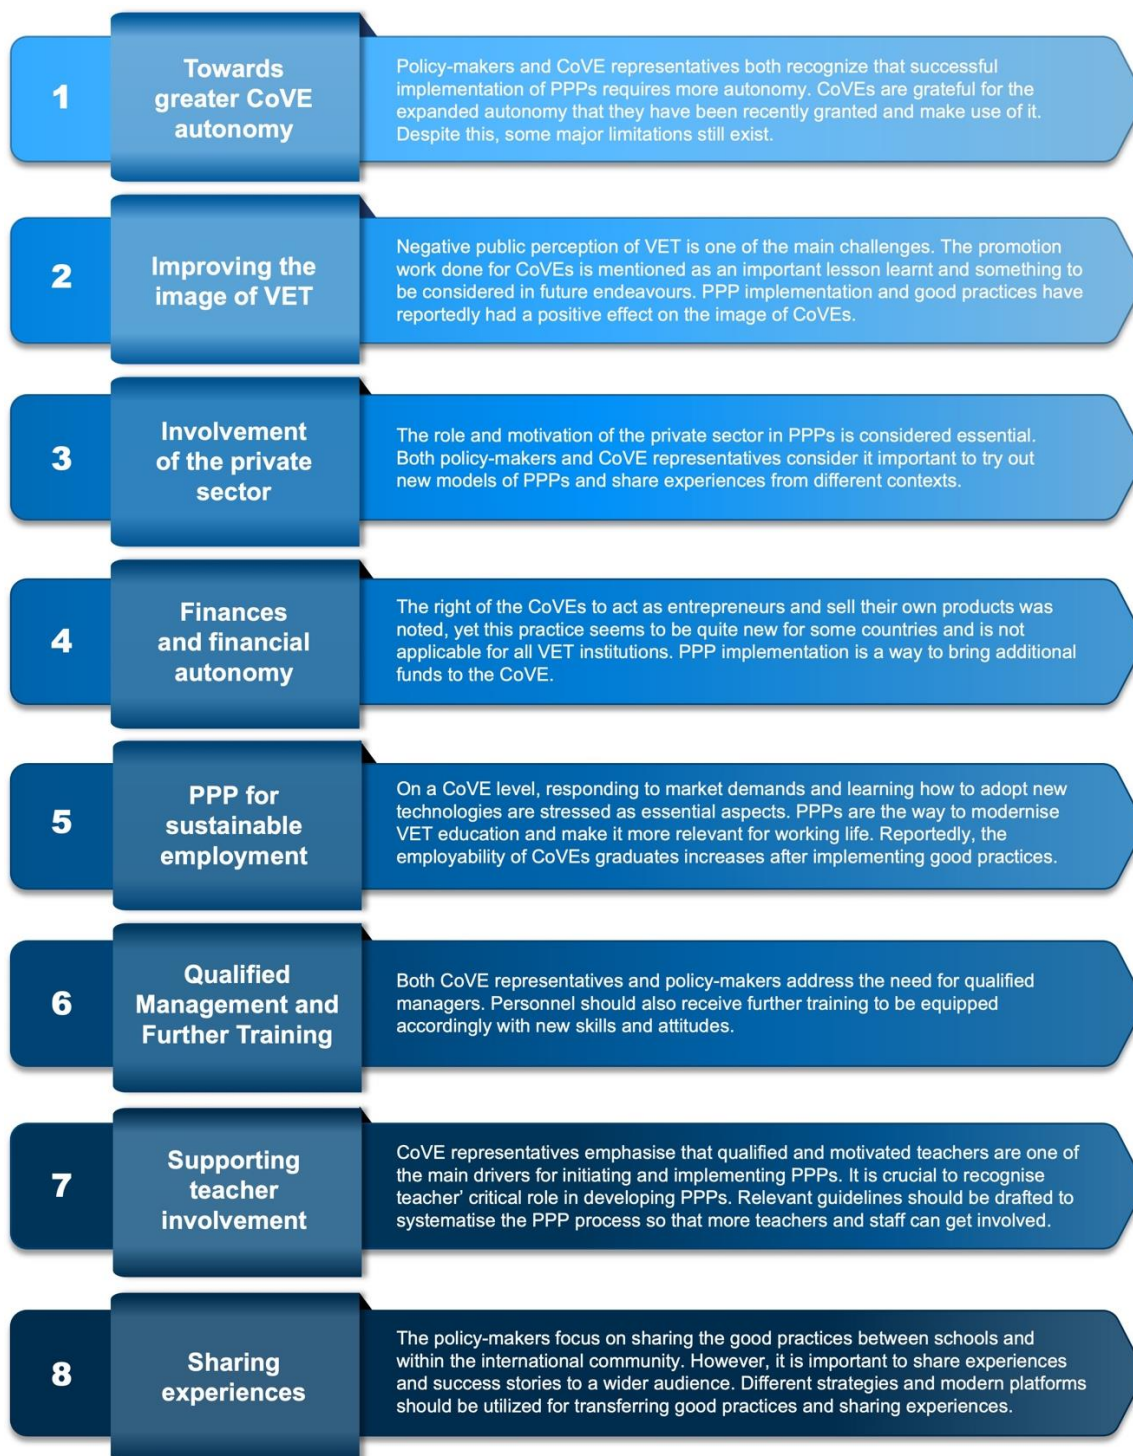 1
Towards
greater CoVE
autonomy
Policy-makers and CoVE representatives both recognize that successful
implementation of PPPs requires more autonomy. CoVEs are grateful for the
expanded autonomy that they have been recently granted and make use of it.
Despite this, some major limitations still exist.
2
Improving the
image of VET
Negative public perception of VET is one of the main challenges. The promotion
work done for CoVEs is mentioned as an important lesson learnt and something to
be considered in future endeavours. PPP implementation and good practices have
reportedly had a positive effect on the image of CoVEs.
3
Involvement
of the private
sector
The role and motivation of the private sector in PPPs is considered essential.
Both policy-makers and CoVE representatives consider it important to try out
new models of PPPs and share experiences from different contexts.
4
Finances
and financial
autonomy
The right of the CoVEs to act as entrepreneurs and sell their own products was
noted, yet this practice seems to be quite new for some countries and is not
applicable for all VET institutions. PPP implementation is a way to bring additional
funds to the CoVE.
5
PPP for
sustainable
employment
On a CoVE level, responding to market demands and learning how to adopt new
technologies are stressed as essential aspects. PPPs are the way to modernise
VET education and make it more relevant for working life. Reportedly, the
employability of CoVEs graduates increases after implementing good practices.
6
Qualified
Management and
Further Training
Both CoVE representatives and policy-makers address the need for qualified
managers. Personnel should also receive further training to be equipped
accordingly with new skills and attitudes.
7
Supporting
teacher
involvement
CoVE representatives emphasise that qualified and motivated teachers are one of
the main drivers for initiating and implementing PPPs. It is crucial to recognise
teacher’ critical role in developing PPPs. Relevant guidelines should be drafted to
systematise the PPP process so that more teachers and staff can get involved.
8
Sharing
experiences
The policy-makers focus on sharing the good practices between schools and
within the international community. However, it is important to share experiences
and success stories to a wider audience. Different strategies and modern platforms
should be utilized for transferring good practices and sharing experiences.